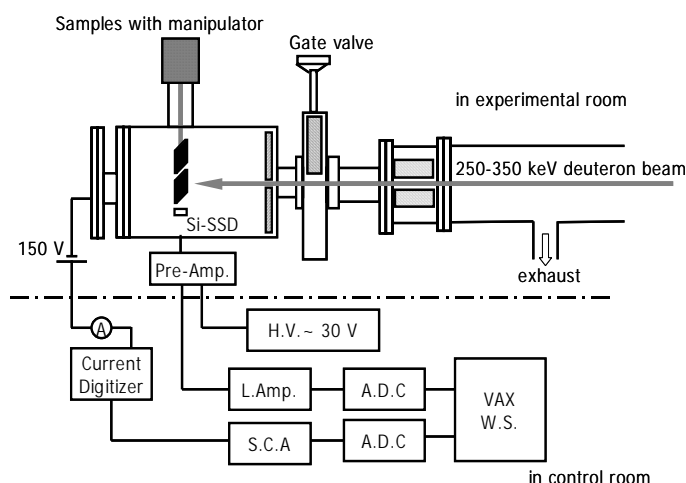 Samples with manipulator
Gate valve
in experimental room
250-350 keV deuteron beam
Si-SSD
150 V
Pre-Amp.
exhaust
H.V.~ 30 V
A
Current
Digitizer
L.Amp.
A.D.C
VAX
W.S.
S.C.A
A.D.C
in control room